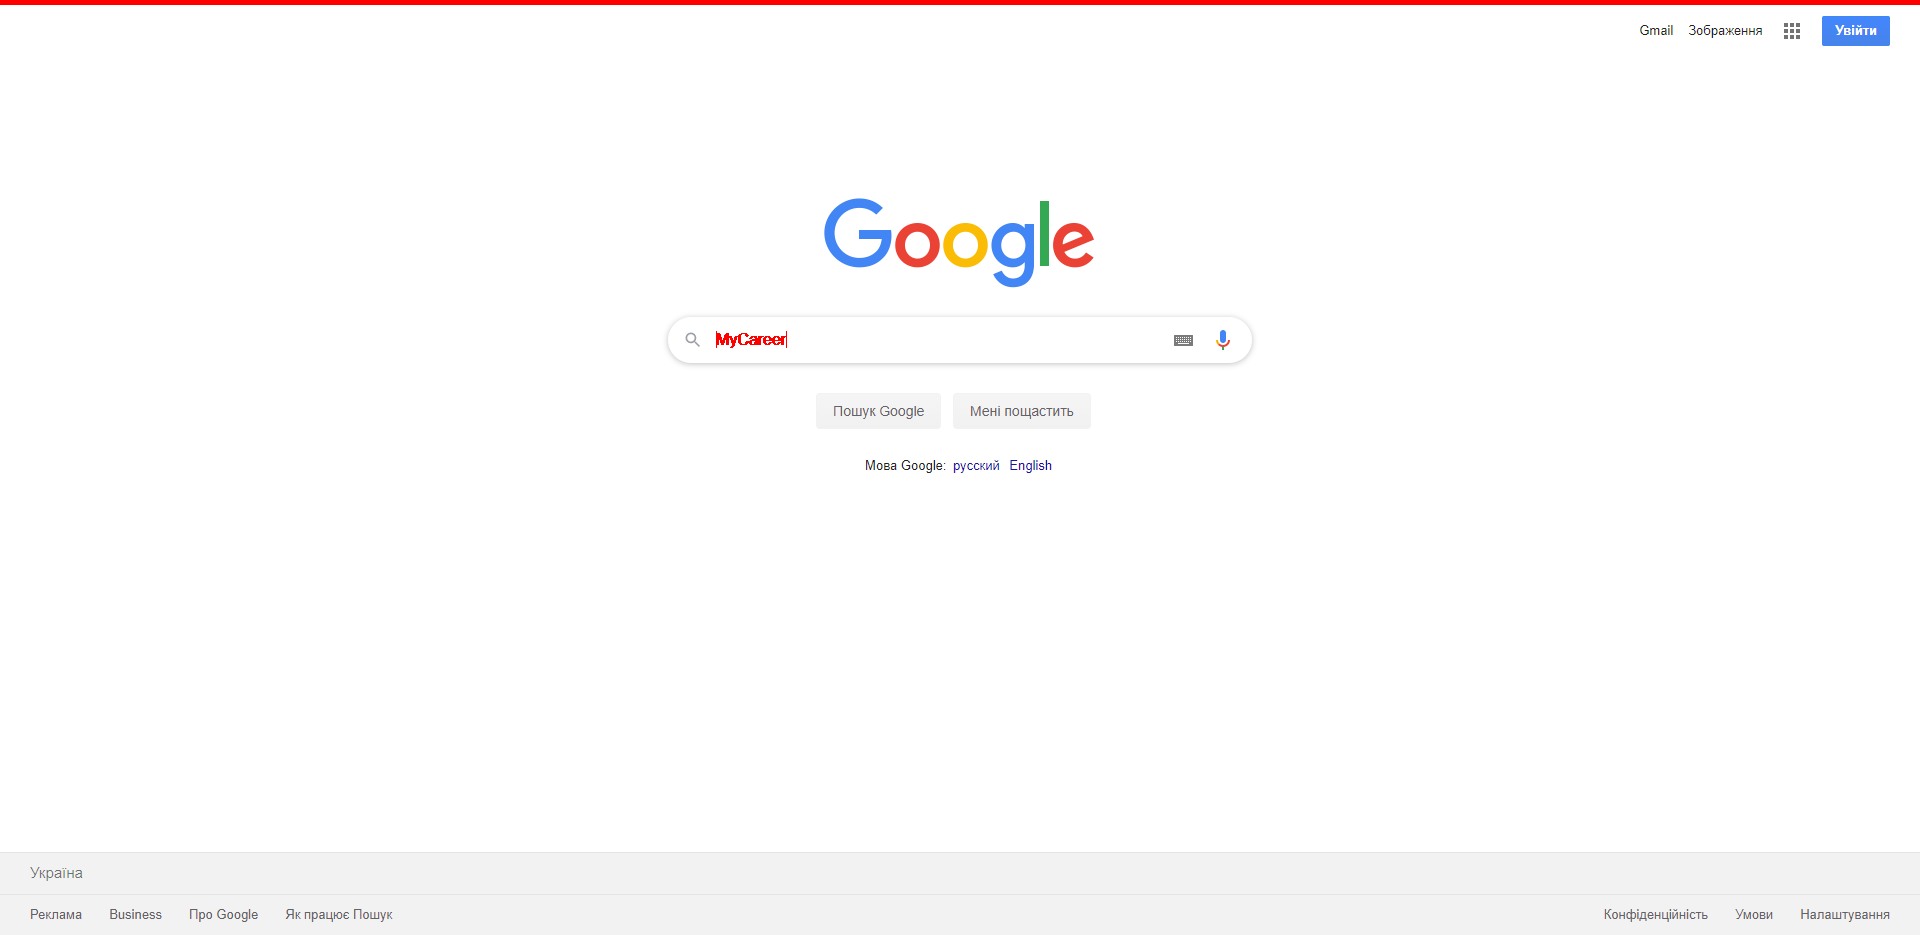 Gmail Зображення Увійти
Google
MyCareer
Пошук Google Мені пощастить
Мова Google: русский English
Україна
Реклама Business Про Google Як працює Пошук Конфіденційність Умови Налаштування